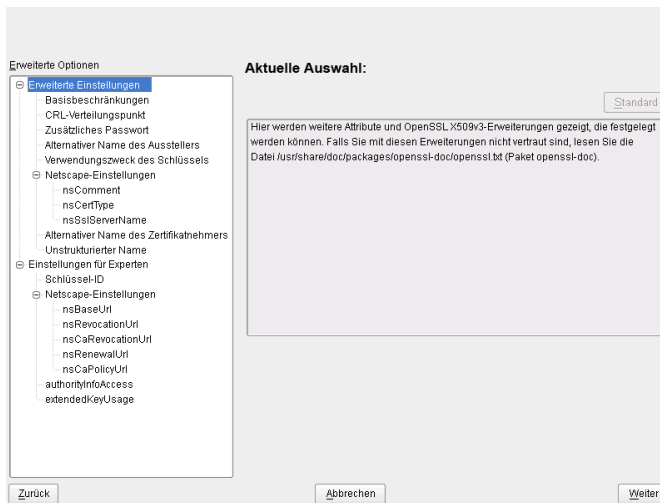 Erweiterte Optionen
Erweiterte Einstellungen
Basisbeschränkungen
CRL-Verteilungspunkt
Zusätzliches Passwort
Alternativer Name des Ausstellers
Verwendungszweck des Schlüssels
Netscape-Einstellungen
nsComment
nsCertType
nsSslServerName
Alternativer Name des Zertifikatnehmers
Unstrukturierter Name
Einstellungen für Experten
Schlüssel-ID
Netscape-Einstellungen
nsBaseUrl
nsRevocationUrl
nsCaRevocationUrl
nsRenewalUrl
nsCaPolicyUrl
authorityInfoAccess
extendedKeyUsage
Aktuelle Auswahl:
Standard
Hier werden weitere Attribute und OpenSSL X509v3-Erweiterungen gezeigt, die festgelegt
werden können. Falls Sie mit diesen Erweiterungen nicht vertraut sind, lesen Sie die
Datei /usr/share/doc/packages/openssl-doc/openssl.txt (Paket openssl-doc).
Zurück
Abbrechen
Weiter